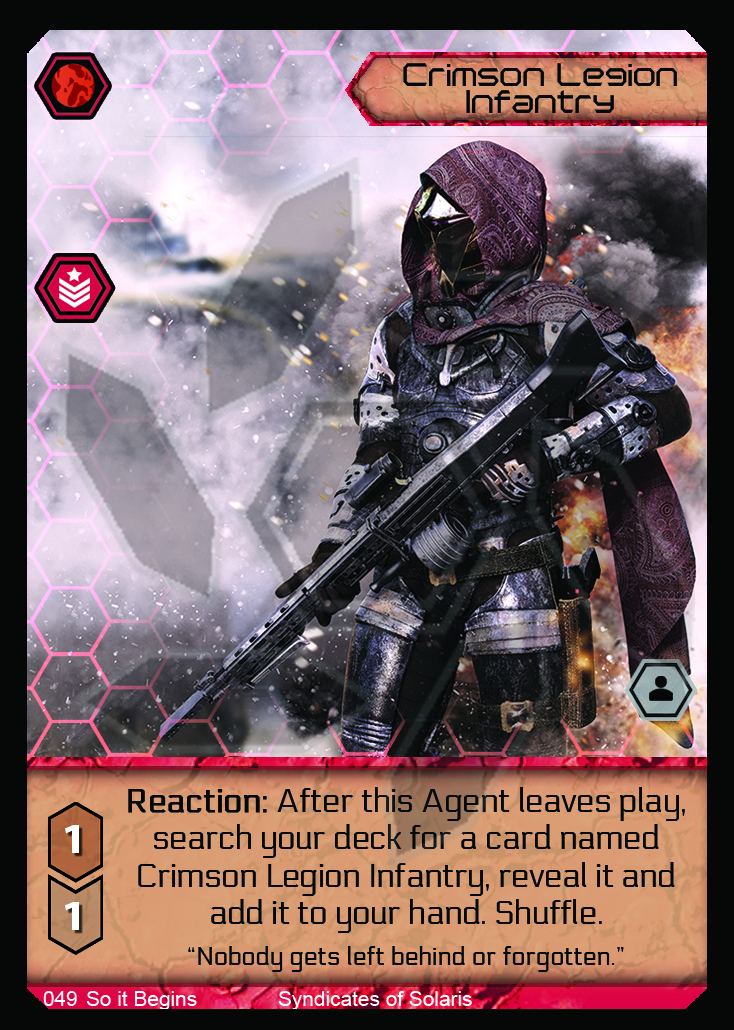 Crimson Legion
Infantry
Reaction: After this Agent leaves play,
search your deck for a card named
Crimson Legion Infantry, reveal it and
add it to your hand. Shuffle.
“Nobody gets left behind or forgotten.”
1
1
049 So it Begins
Syndicates of Solaris